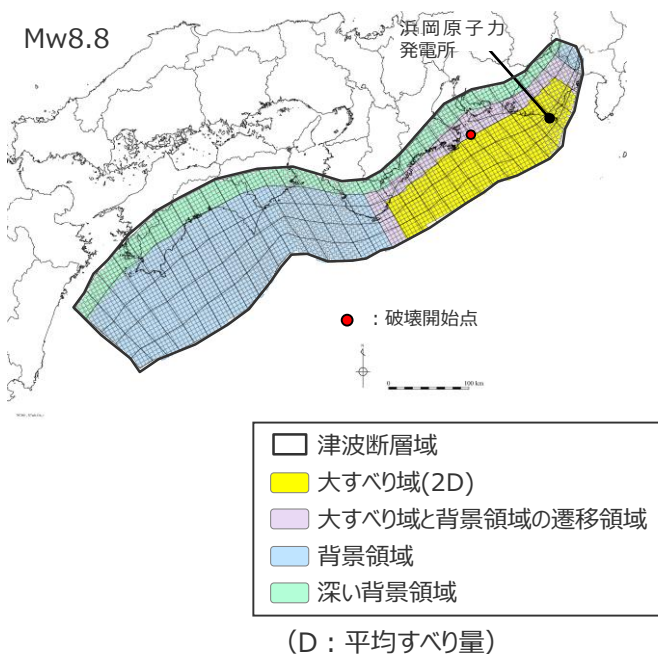 Mw8.8
浜岡原子力
発電所
：破壊開始点
0 100 km
津波断層域
大すべり域(2D)
大すべり域と背景領域の遷移領域
背景領域
深い背景領域
（D：平均すべり量）